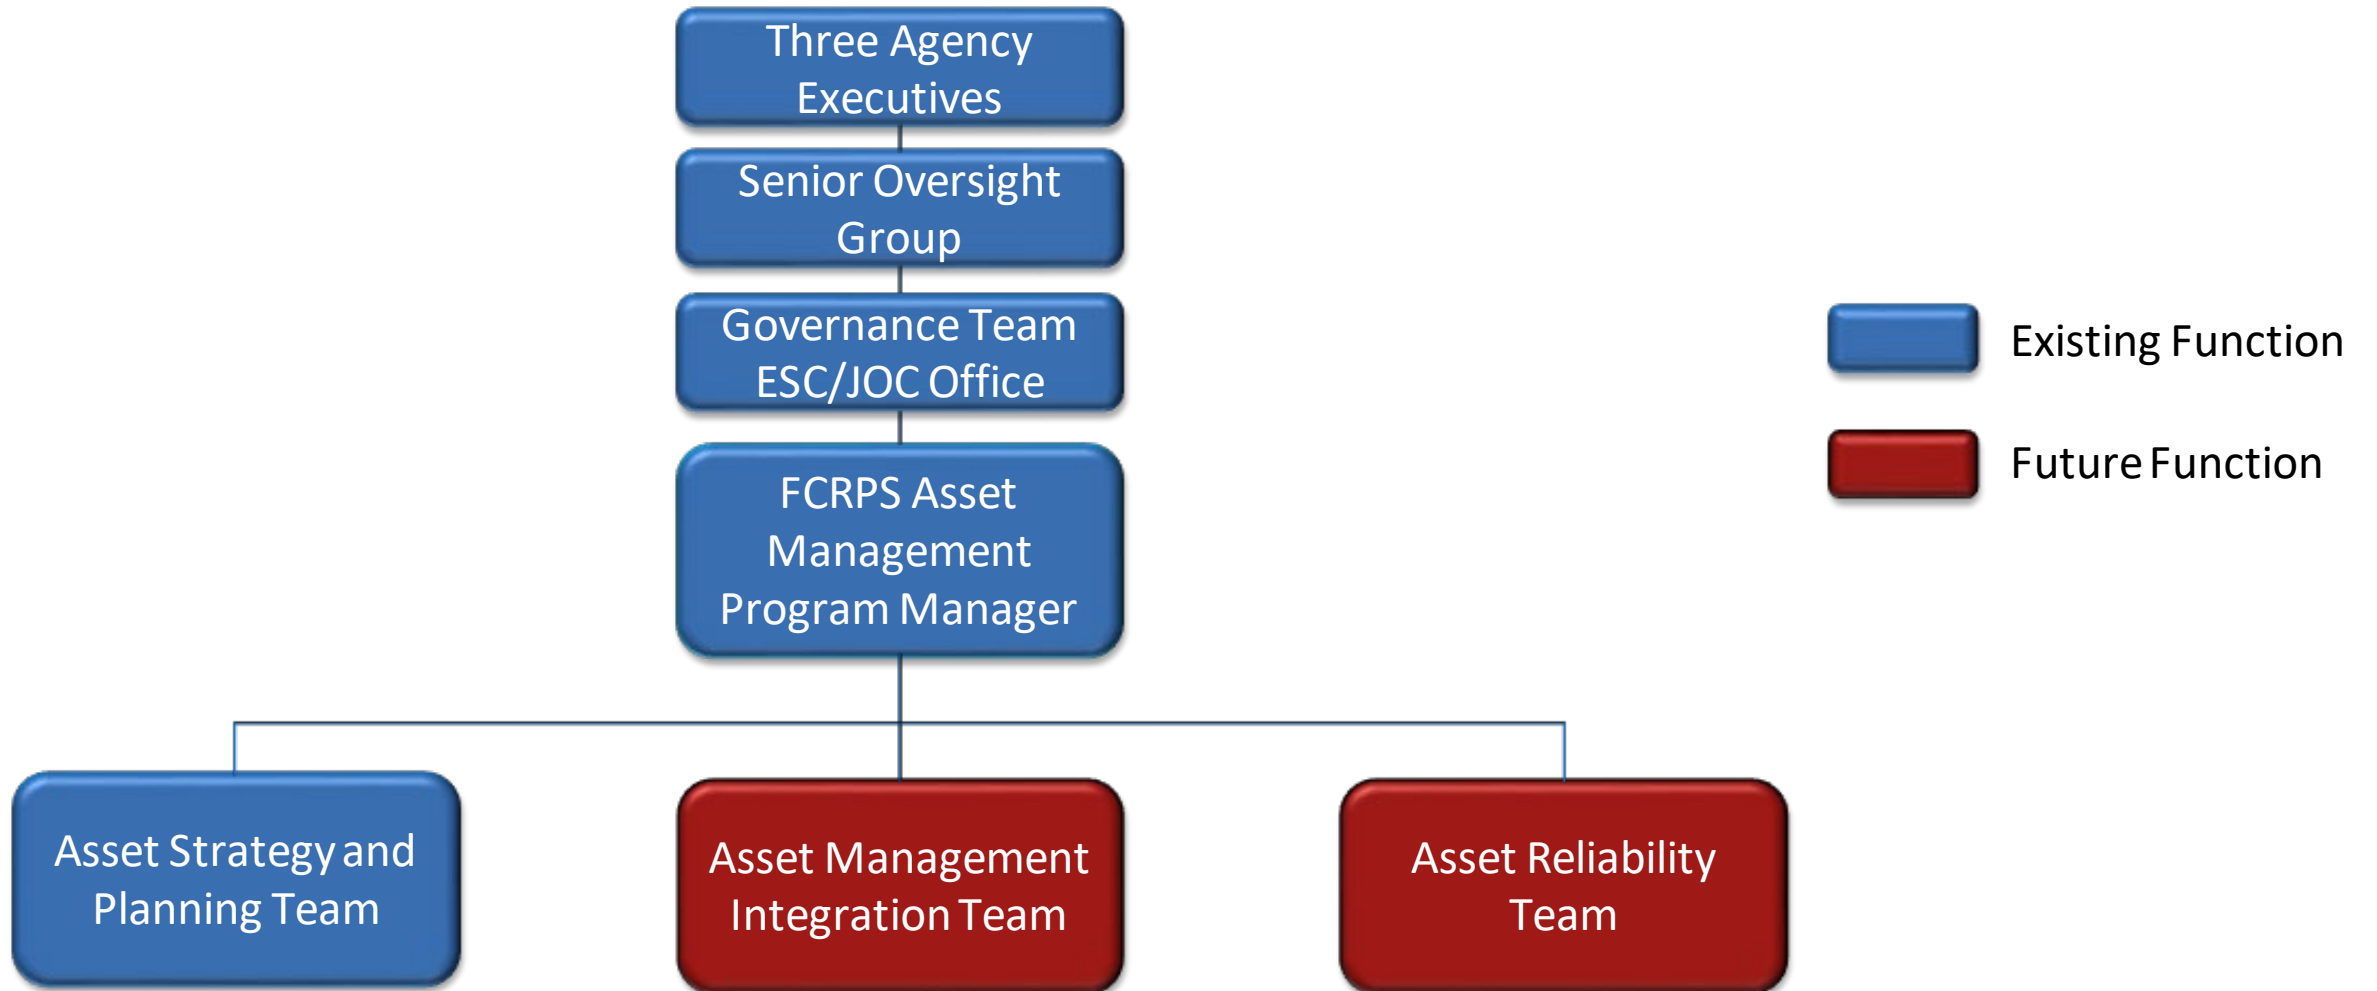 Three Agency
Executives
Senior Oversight
Group
Governance Team
ESC/JOC Office
FCRPS Asset
Management
Program Manager
Existing Function
Future Function
Asset Strategy and
Planning Team
Asset Management
Integration Team
Asset Reliability
Team